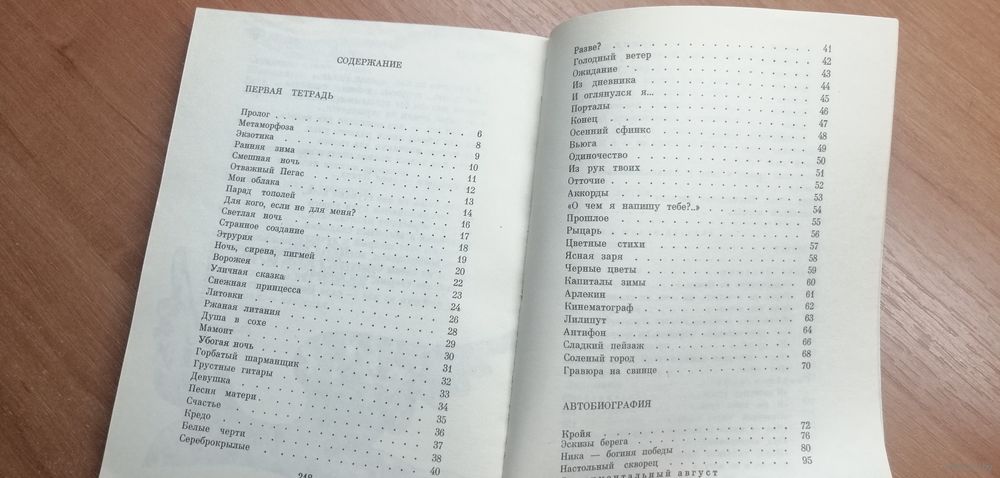 СОДЕРЖАНИЕ
ПЕРВАЯ ТЕТРАДЬ
Пролог . . . 6
Метаморфоза . . . 8
Экзотика . . . 9
Ранняя зима . . . 10
Смешная ночь . . . 11
Отважный Пегас . . . 12
Мои облака . . . 13
Парад тополей . . . 14
Для кого, если не для меня? . . . 16
Светлая ночь . . . 17
Странное создание . . . 18
Этрурия . . . 19
Ночь, сирена, пигмей . . . 20
Ворожея . . . 22
Уличная сказка . . . 23
Снежная принцесса . . . 24
Литовки . . . 26
Ржаная литания . . . 28
Душа в сохе . . . 29
Мамонт . . . 30
Убогая ночь . . . 31
Горбатый шарманщик . . . 32
Грустные гитары . . . 33
Девушка . . . 34
Песня матери . . . 35
Счастье . . . 36
Кредо . . . 37
Белые черти . . . 38
Сереброкрылые . . . 40
Разве? . . . 41
Голодный ветер . . . 42
Ожидание . . . 43
Из дневника . . . 44
И оглянулся я... . . . 45
Порталы . . . 46
Конец . . . 47
Осенний сфинкс . . . 48
Вьюга . . . 49
Одиночество . . . 50
Из рук твоих . . . 51
Отточие . . . 52
Аккорды . . . 53
«О чем я напишу тебе?..» . . . 54
Прошлое . . . 55
Рыцарь . . . 56
Цветные стихи . . . 57
Ясная заря . . . 58
Черные цветы . . . 59
Капиталы зимы . . . 60
Арлекин . . . 61
Кинематограф . . . 62
Лилипут . . . 63
Антифон . . . 64
Сладкий пейзаж . . . 66
Соленый город . . . 68
Гравюра на свинце . . . 70
АВТОБИОГРАФИЯ
Кройя . . . 72
Эскизы берега . . . 76
Ника — богиня победы . . . 80
Настольный скворец . . . 95
август